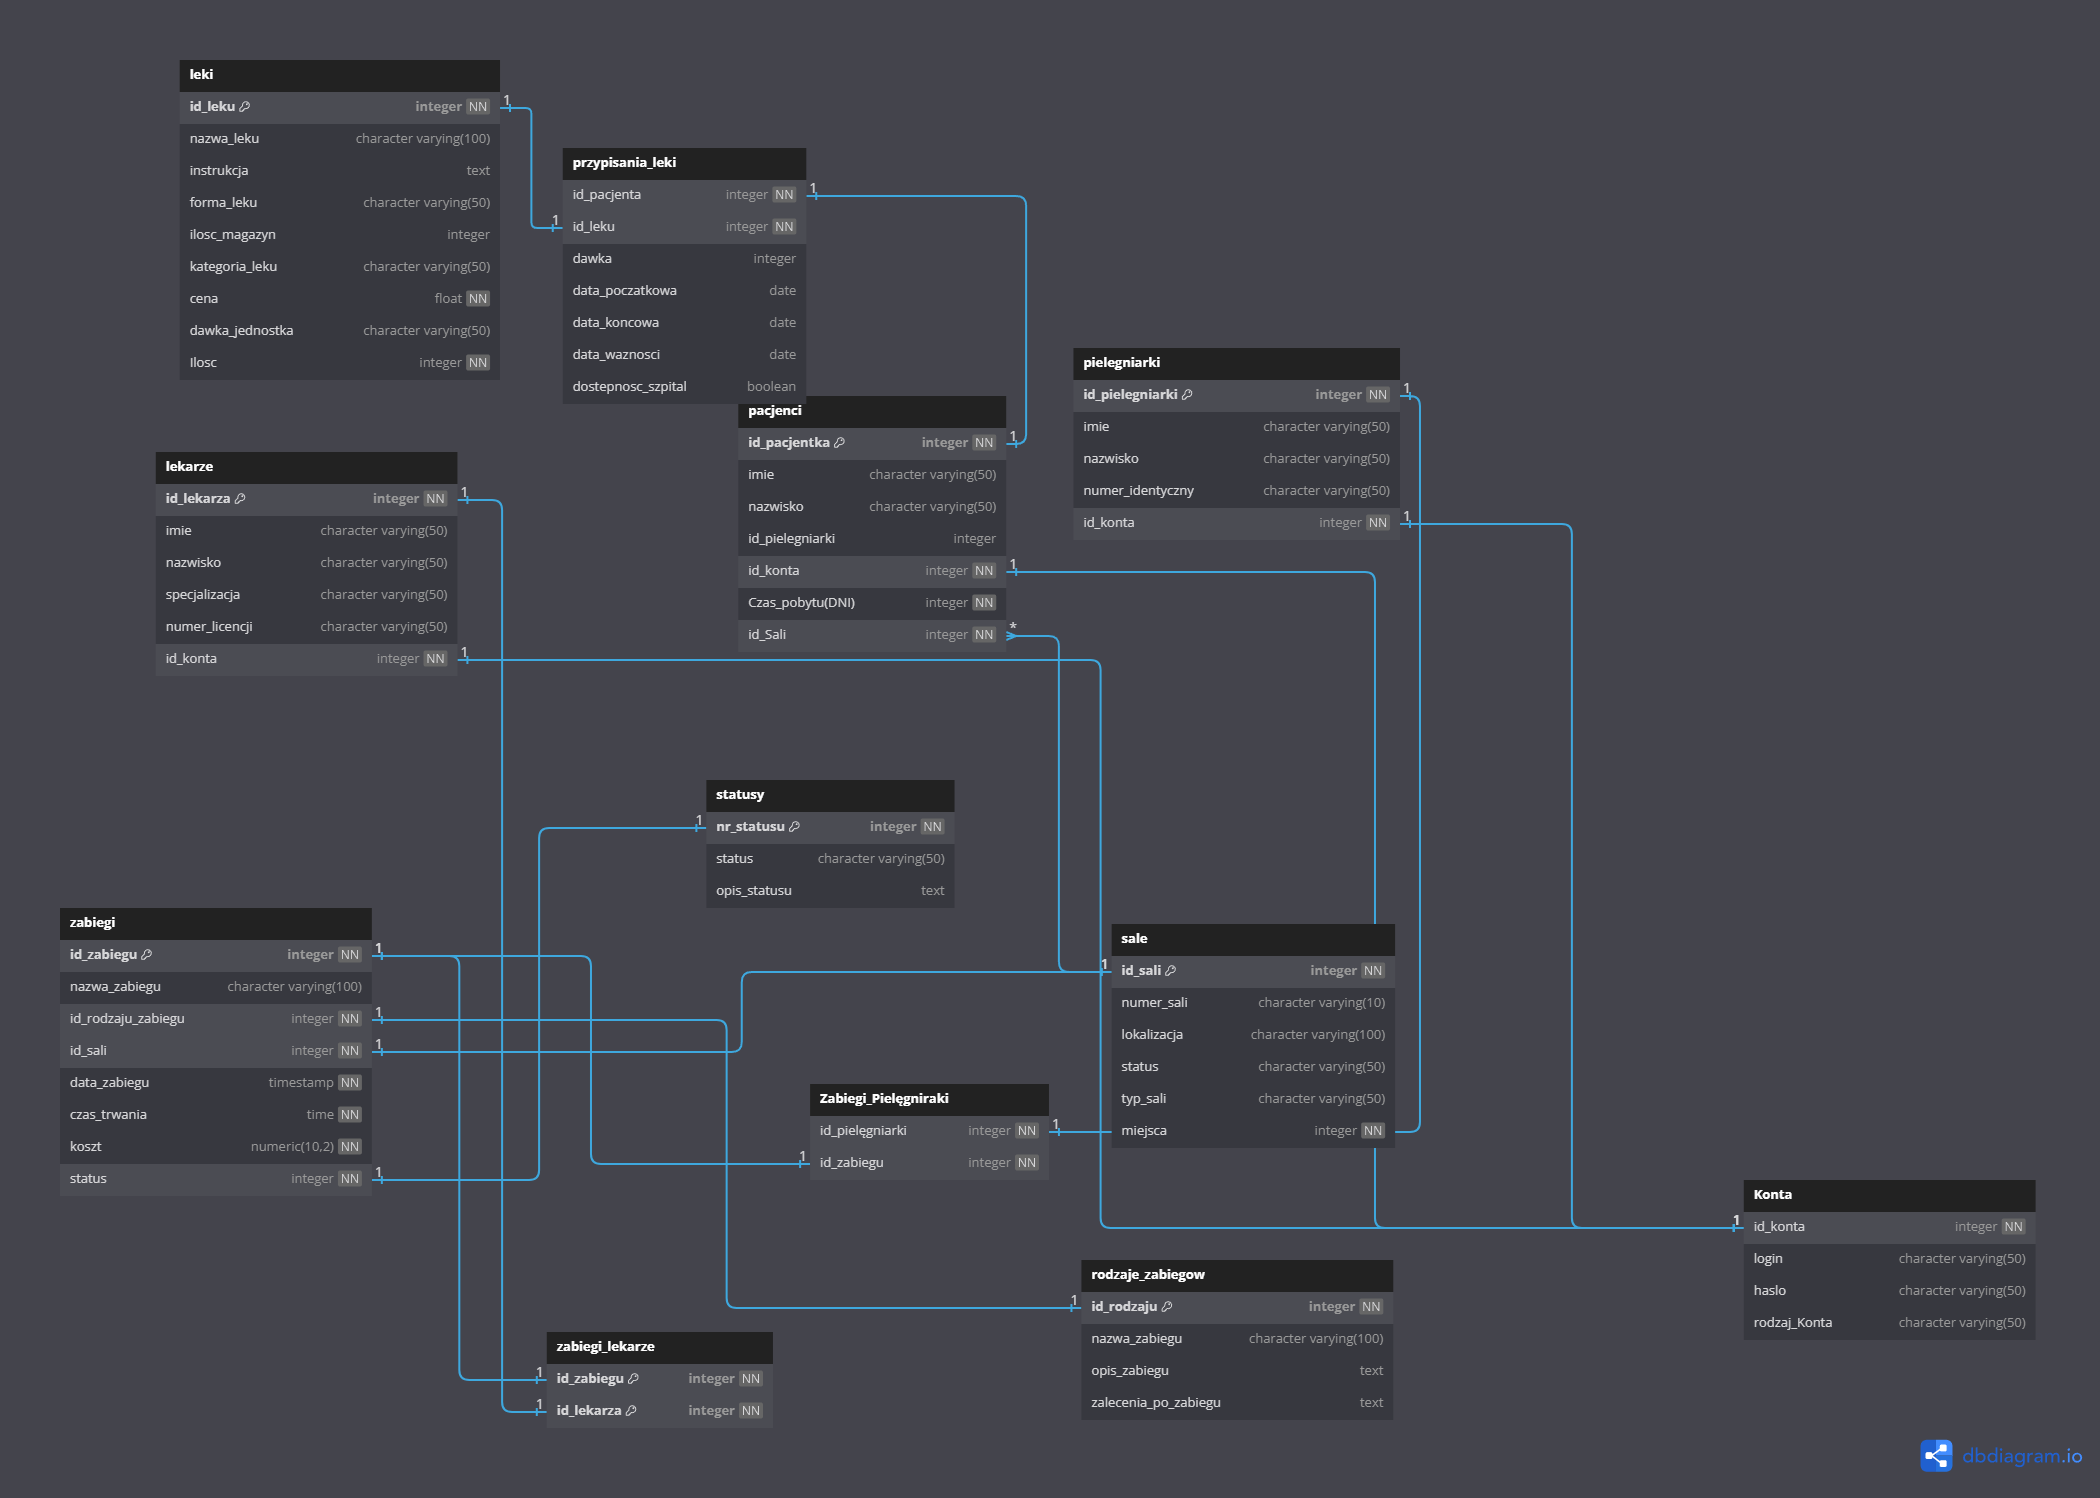 leki
id_leku integer NN
nazwa_leku character varying(100)
instrukcja text
forma_leku character varying(50)
ilosc_magazyn integer
kategoria_leku character varying(50)
cena float NN
dawka_jednostka character varying(50)
Ilosc integer NN
1
1
przypisania_leki
id_pacjenta integer NN
id_leku integer NN
dawka integer
data_poczatkowa date
data_koncowa date
data_waznosci date
dostepnosc_szpital boolean
1
pielegniarki
id_pielegniarki integer NN
imie character varying(50)
nazwisko character varying(50)
numer_identyczny character varying(50)
id_konta integer NN
1
1
pacjenci
id_pacjentka integer NN
imie character varying(50)
nazwisko character varying(50)
id_pielegniarki integer
id_konta integer NN
Czas_pobytu(DNI) integer NN
id_Sali integer NN
1
1
*
lekarze
id_lekarza integer NN
imie character varying(50)
nazwisko character varying(50)
specjalizacja character varying(50)
numer_licencji character varying(50)
id_konta integer NN
1
1
statusy
1
nr_statusu integer NN
status character varying(50)
opis_statusu text
zabiegi
id_zabiegu integer NN
nazwa_zabiegu character varying(100)
id_rodzaju_zabiegu integer NN
id_sali integer NN
data_zabiegu timestamp NN
czas_trwania time NN
koszt numeric(10,2) NN
status integer NN
1
1
1
1
sale
1
id_sali integer NN
numer_sali character varying(10)
lokalizacja character varying(100)
status character varying(50)
typ_sali character varying(50)
miejsca integer NN
Zabiegi_Pielęgniraki
id_pielęgniarki integer NN
id_zabiegu integer NN
1
1
Konta
1
id_konta integer NN
login character varying(50)
haslo character varying(50)
rodzaj_Konta character varying(50)
rodzaje_zabiegow
1
id_rodzaju integer NN
nazwa_zabiegu character varying(100)
opis_zabiegu text
zalecenia_po_zabiegu text
zabiegi_lekarze
1
id_zabiegu integer NN
1
id_lekarza integer NN
dbdiagram.io